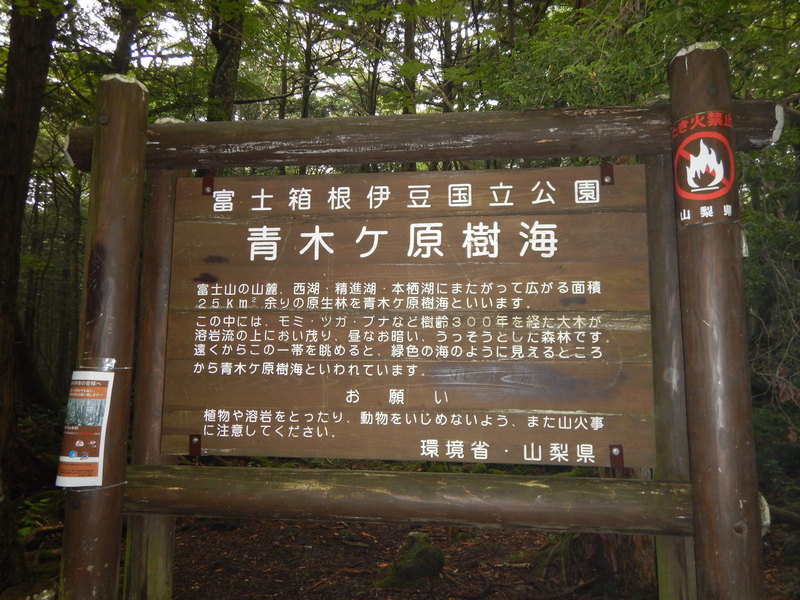 富士箱根伊豆国立公園
青木ケ原樹海
富士山の山麓、西湖・精進湖・本栖湖にまたがって広がる面積
25Km²余りの原生林を青木ケ原樹海といいます。
この中には、モミ・ツガ・ブナなど樹齢300年を経た大木が
溶岩流の上におい茂り、昼なお暗い、うっそうとした森林です。
遠くからこの一帯を眺めると、緑色の海のように見えるところ
から青木ケ原樹海といわれています。
お願い
植物や溶岩をとったり、動物をいじめないよう、また山火事
に注意してください。
環境省・山梨県
たき火禁止
山梨県